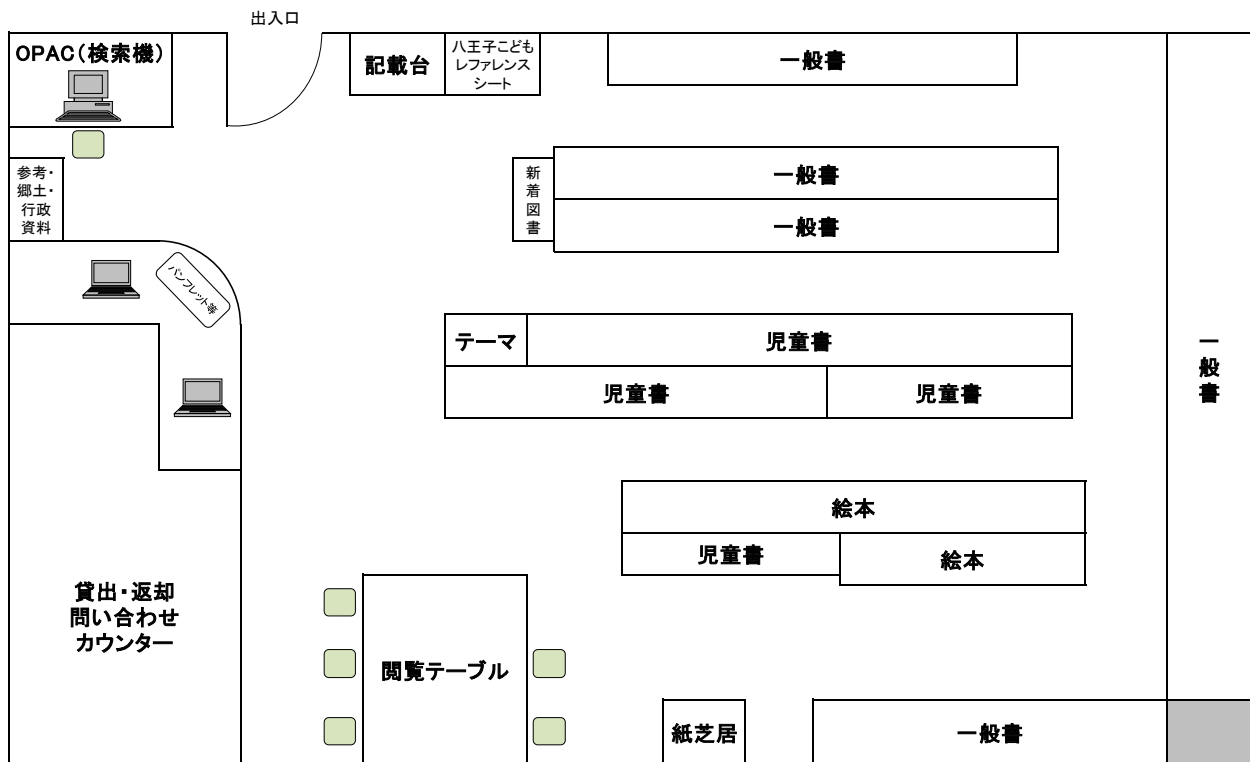 出入口
OPAC(検索機)
記載台
八王子こども
レファレンス
シート
一般書
参考・
郷土・
行政
資料
新着図書
一般書
一般書
パンフレット等
テーマ
児童書
児童書
児童書
一般書
絵本
児童書
絵本
貸出・返却
問い合わせ
カウンター
閲覧テーブル
紙芝居
一般書